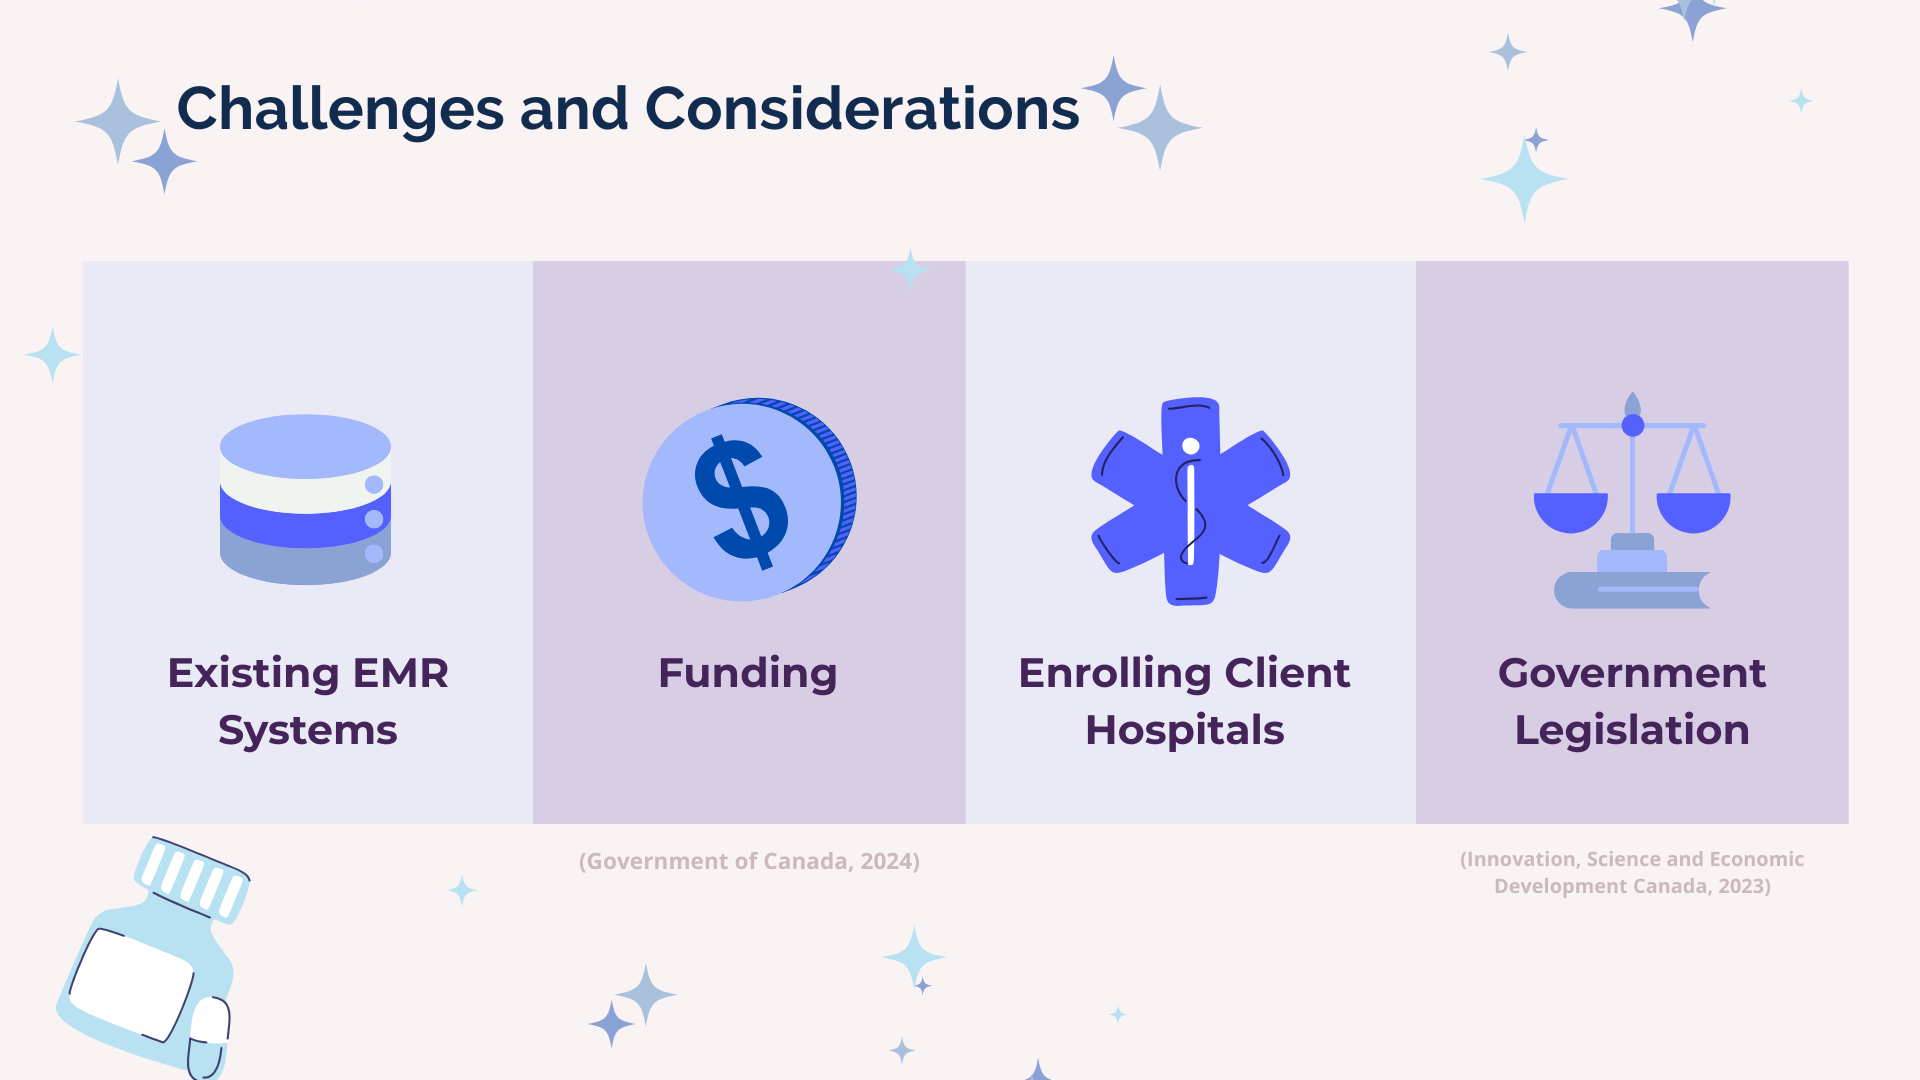 Challenges and Considerations
Existing EMR
Systems
Funding
Enrolling Client
Hospitals
Government
Legislation
(Government of Canada, 2024)
(Innovation, Science and Economic
Development Canada, 2023)